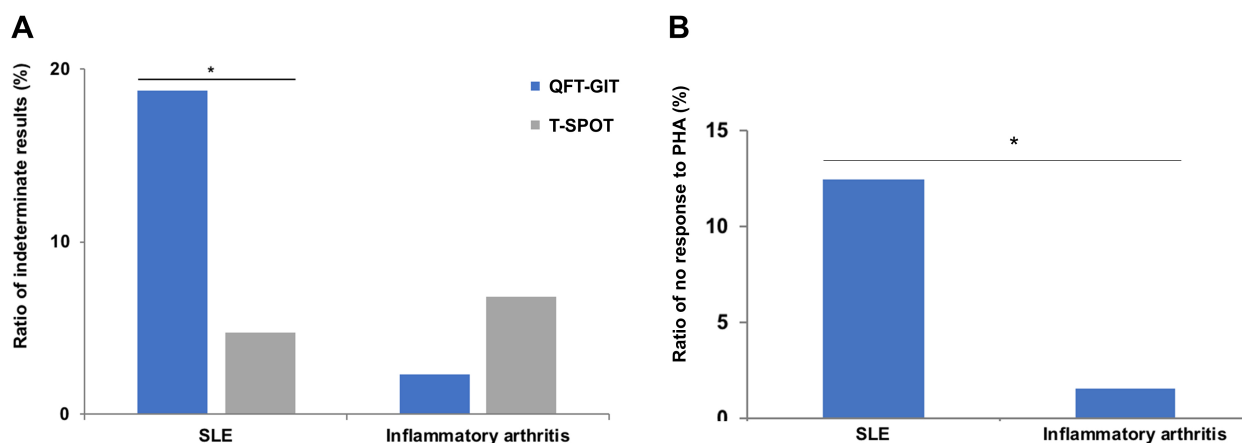 A
Ratio of indeterminate results (%)
20
10
0
*
QFT-GIT
T-SPOT
SLE
Inflammatory arthritis
B
Ratio of no response to PHA (%)
15
10
5
0
*
SLE
Inflammatory arthritis